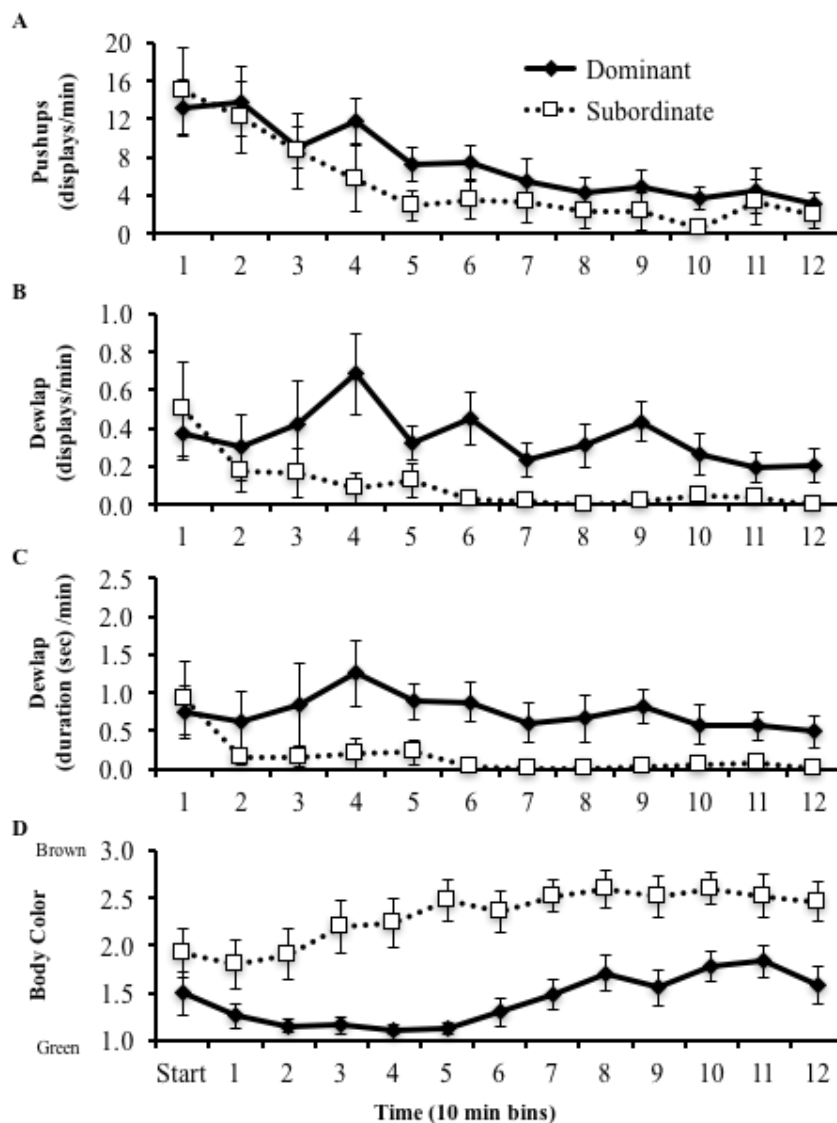 A
Pushups
(displays/min)
20
16
12
8
4
0
Dominant
Subordinate
1 2 3 4 5 6 7 8 9 10 11 12
B
Dewlap
(displays/min)
1.0
0.8
0.6
0.4
0.2
0.0
1 2 3 4 5 6 7 8 9 10 11 12
C
Dewlap
(duration (sec) /min)
2.5
2.0
1.5
1.0
0.5
0.0
1 2 3 4 5 6 7 8 9 10 11 12
D
Body Color
Brown 3.0
2.5
2.0
1.5
Green 1.0
Start 1 2 3 4 5 6 7 8 9 10 11 12
Time (10 min bins)